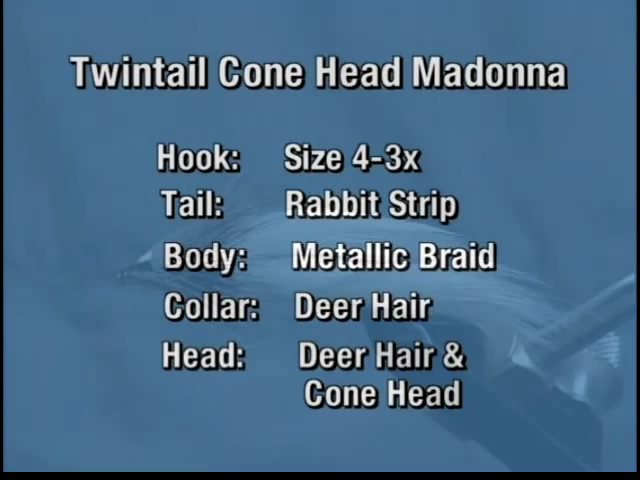 Twintail Cone Head Madonna
Hook: Size 4-3x
Tail: Rabbit Strip
Body: Metallic Braid
Collar: Deer Hair
Head: Deer Hair &
Cone Head